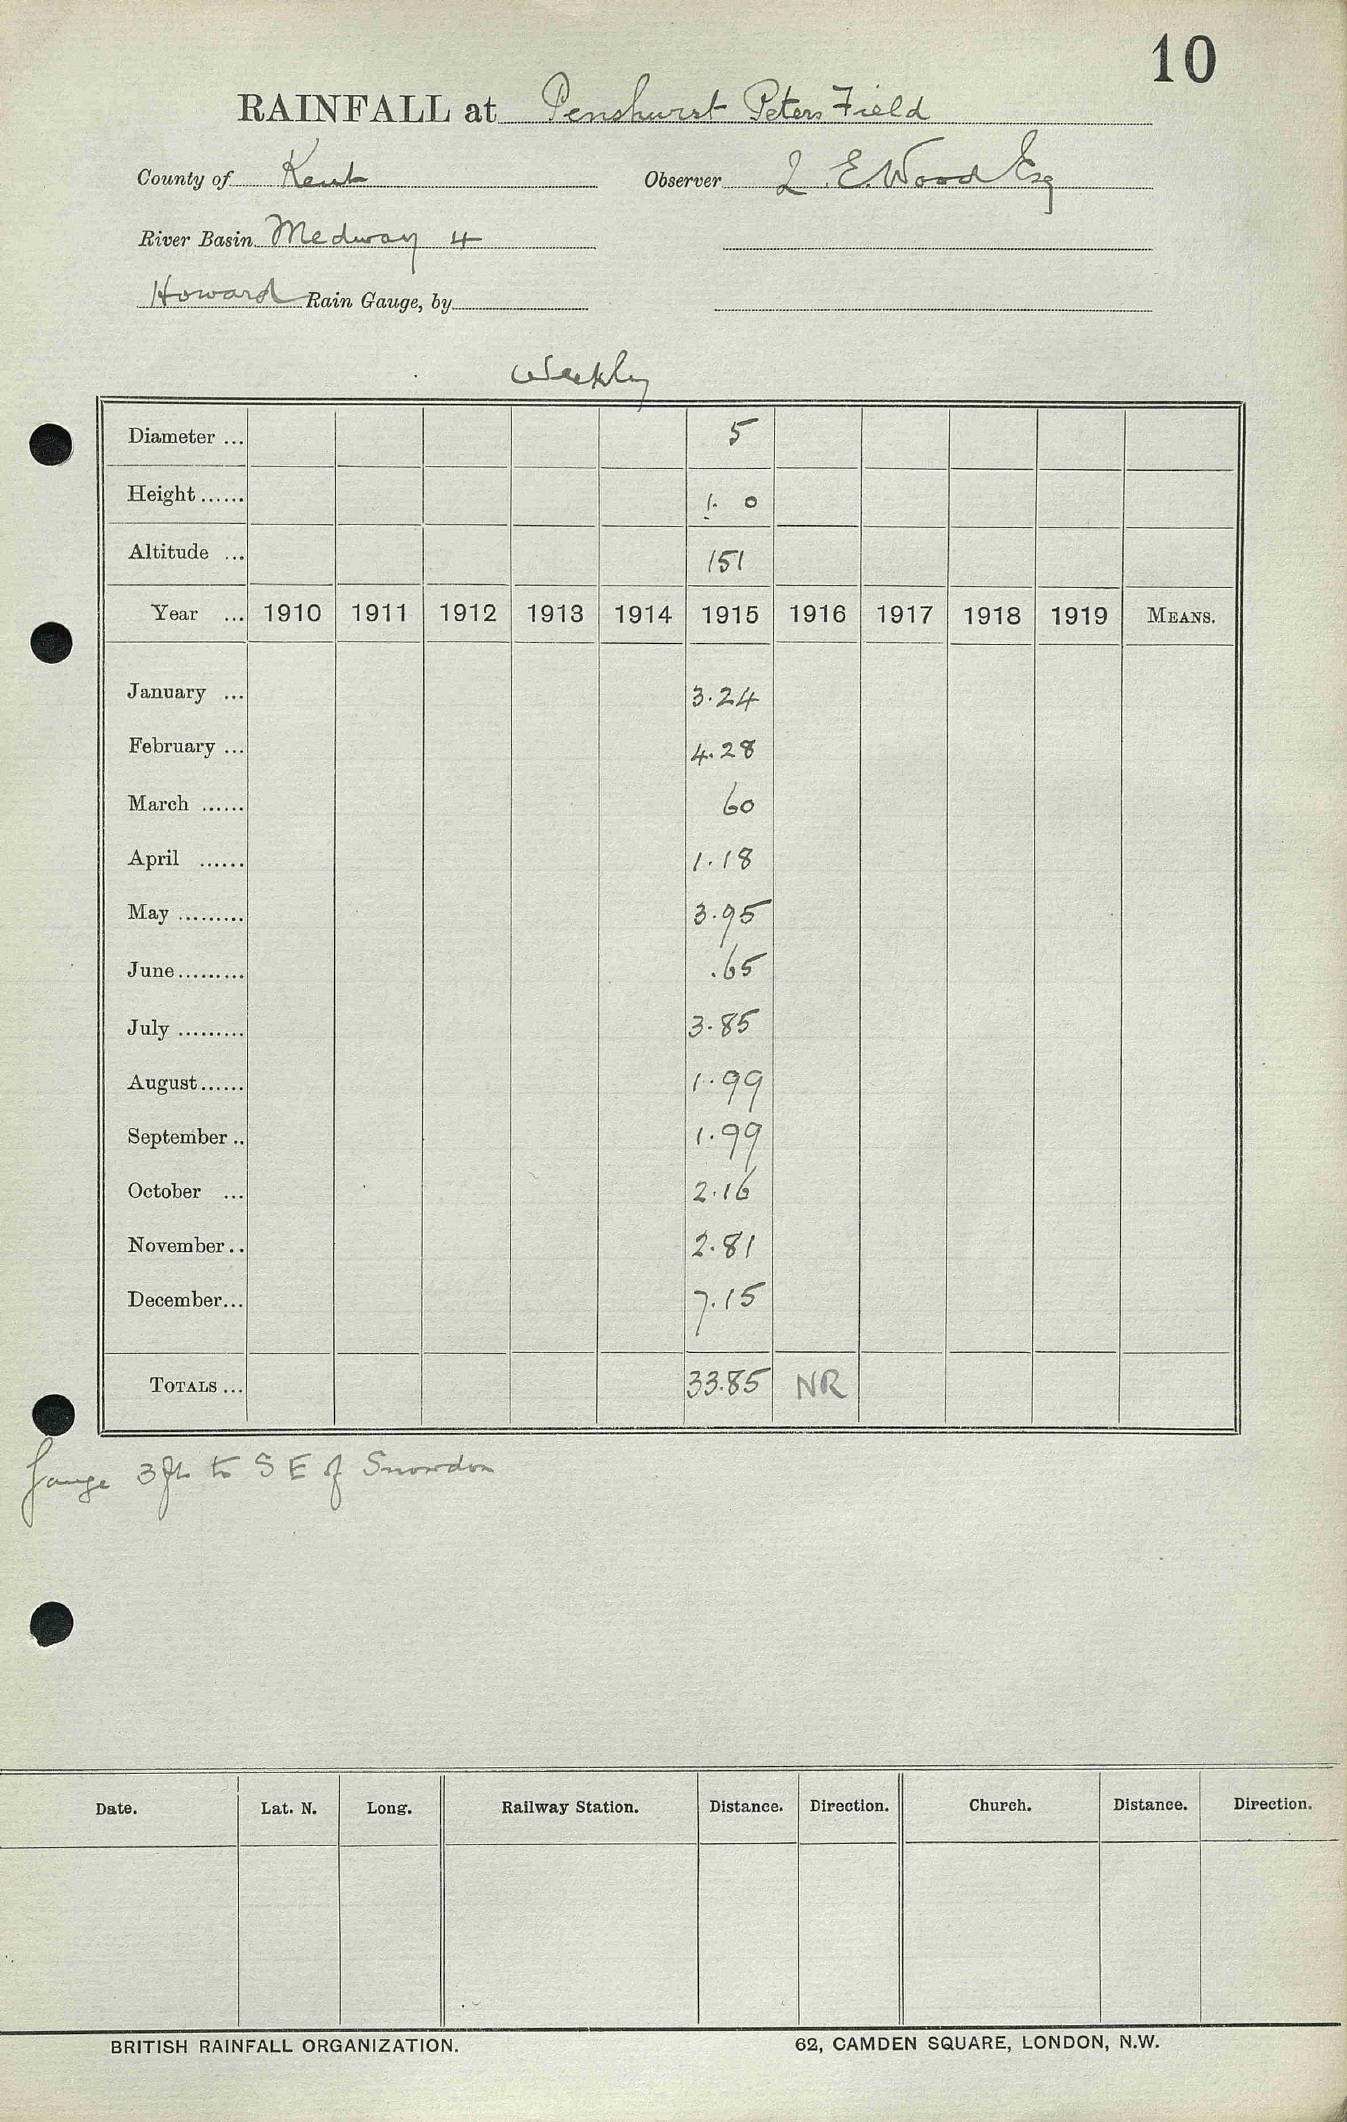 10
RAINFALL at Penshurst Peters Field
County of Kent Observer L. E. Wood Esq
River Basin Medway 4
Howard Rain Gauge, by
Weekly
Diameter ... 5
Height ...... 1. 0
Altitude ... 151
Year ... 1910 1911 1912 1913 1914 1915 1916 1917 1918 1919 MEANS.
January ... 3.24
February ... 4.28
March ...... 60
April ...... 1.18
May ......... 3.95
June ......... .65
July ......... 3.85
August ...... 1.99
September .. 1.99
October ... 2.16
November .. 2.81
December ... 7.15
TOTALS ... 33.85 NR
Gauge 3 ft to S E of Snowdon
Date. Lat. N. Long. Railway Station. Distance. Direction. Church. Distance. Direction.
BRITISH RAINFALL ORGANIZATION. 62, CAMDEN SQUARE, LONDON, N.W.